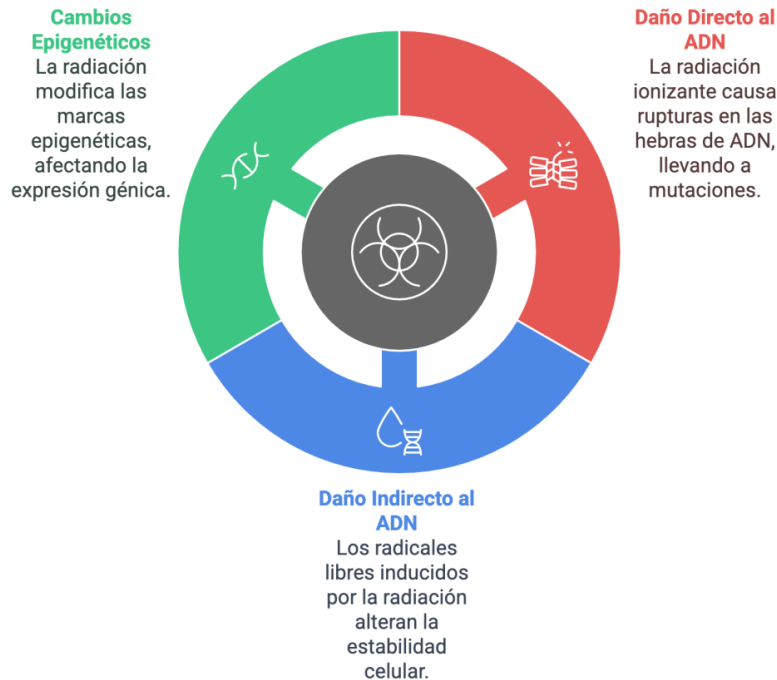 Cambios
Epigenéticos
La radiación
modifica las
marcas
epigenéticas,
afectando la
expresión génica.
Daño Directo al
ADN
La radiación
ionizante causa
rupturas en las
hebras de ADN,
llevando a
mutaciones.
Daño Indirecto al
ADN
Los radicales
libres inducidos
por la radiación
alteran la
estabilidad
celular.